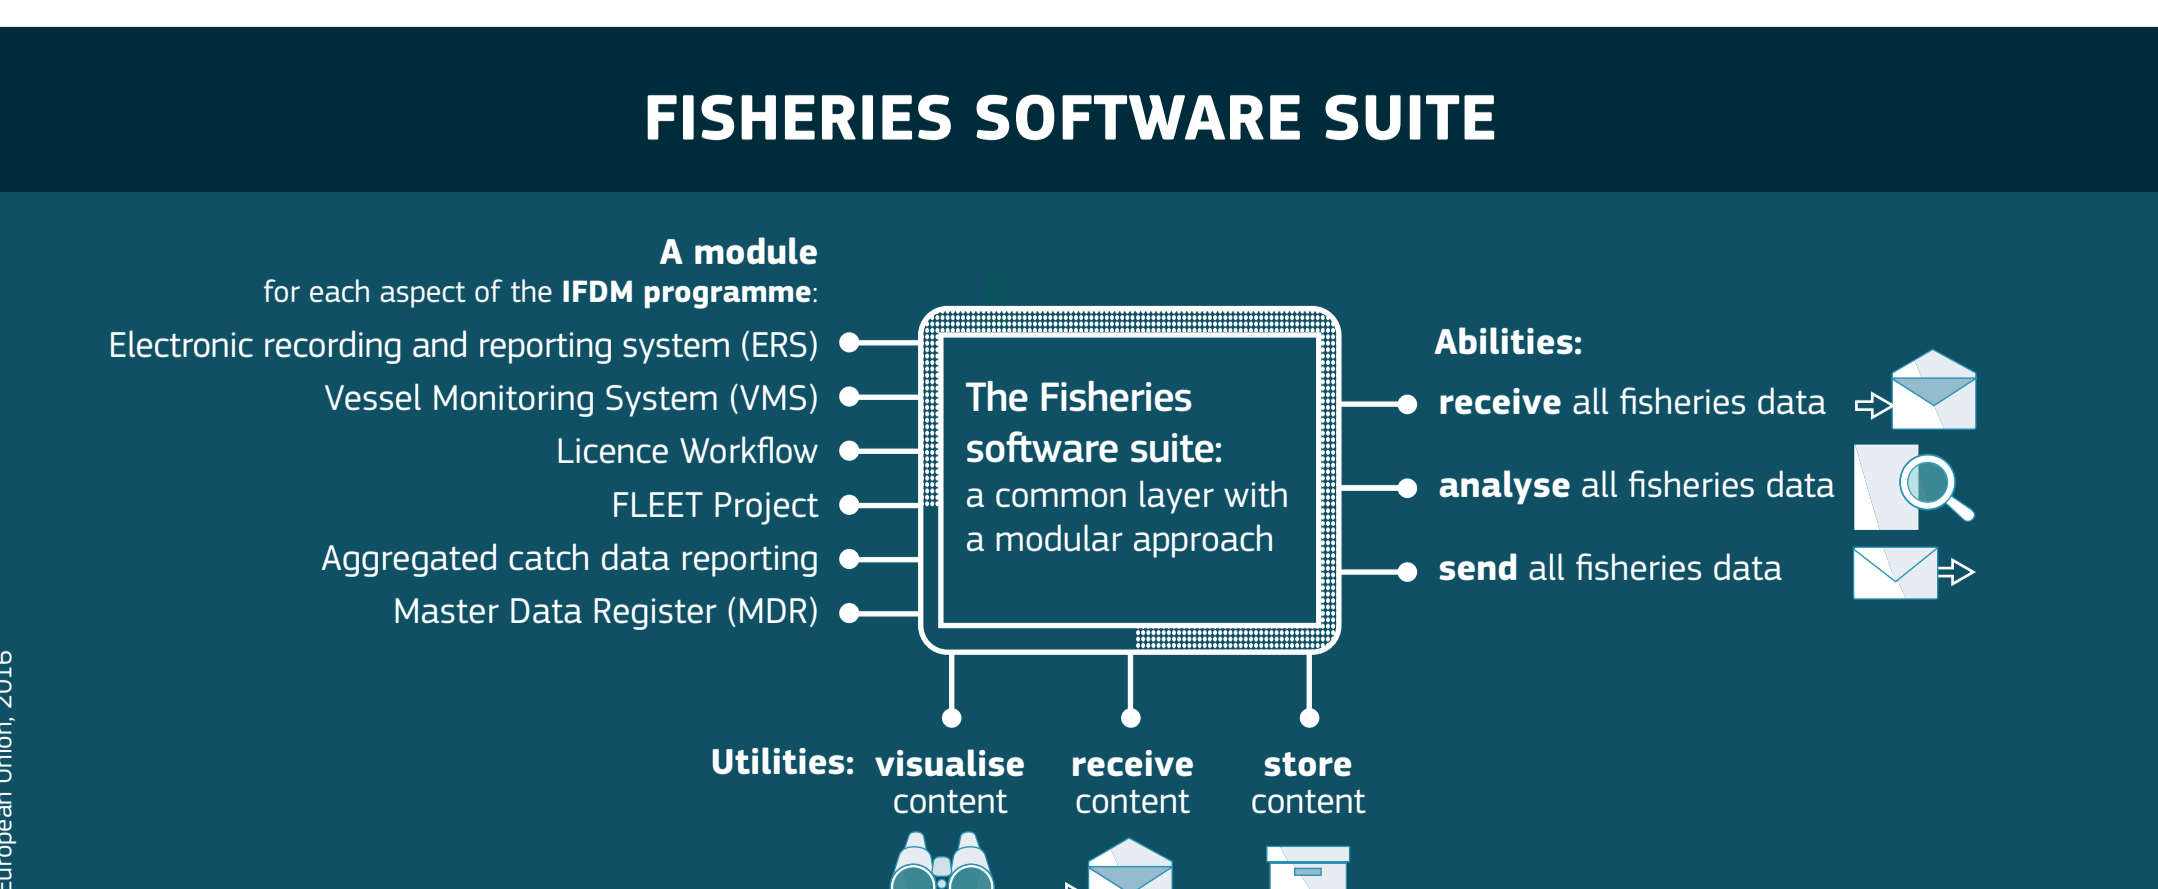 FISHERIES SOFTWARE SUITE
A module
for each aspect of the IFDM programme:
Electronic recording and reporting system (ERS)
Vessel Monitoring System (VMS)
Licence Workflow
FLEET Project
Aggregated catch data reporting
Master Data Register (MDR)
The Fisheries
software suite:
a common layer with
a modular approach
Abilities:
receive all fisheries data
analyse all fisheries data
send all fisheries data
Utilities:
visualise
content
receive
content
store
content
European Union, 2016